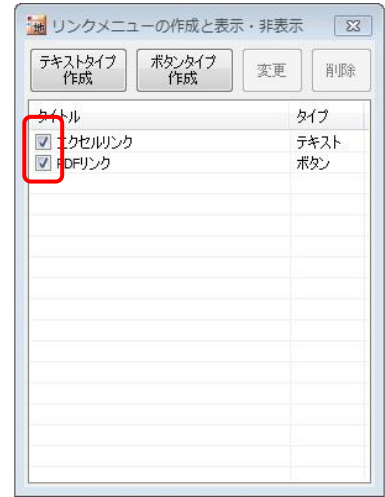 地 リンクメニューの作成と表示・非表示
テキストタイプ
作成
ボタンタイプ
作成
変更
削除
タイトル タイプ
エクセルリンク テキスト
PDFリンク ボタン